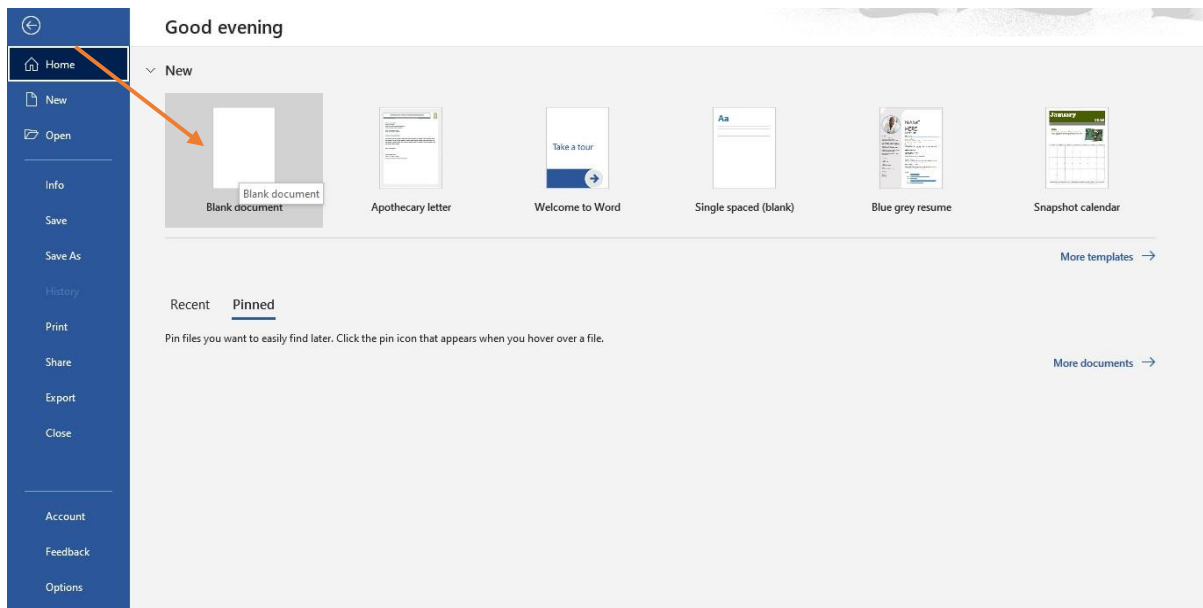 Good evening
Home
New
Open
Info
Save
Save As
History
Print
Share
Export
Close
Account
Feedback
Options
New
Aa
Take a tour
NAME
HERE
January
Blank document
Blank document
Apothecary letter
Welcome to Word
Single spaced (blank)
Blue grey resume
Snapshot calendar
More templates
Recent Pinned
Pin files you want to easily find later. Click the pin icon that appears when you hover over a file.
More documents